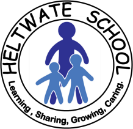 HELTWATE SCHOOL
Learning, Sharing, Growing, Caring.